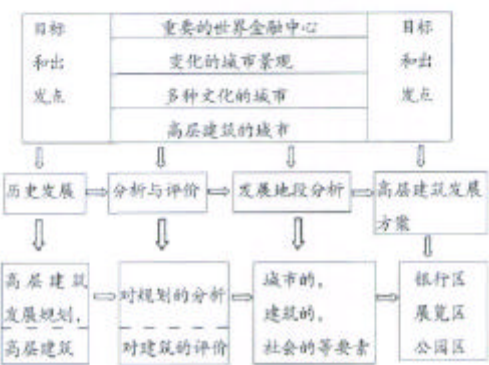 目标
和出
发点
重要的世界金融中心
变化的城市景观
多种文化的城市
高层建筑的城市
目标
和出
发点
历史发展
分析与评价
发展地段分析
高层建筑发展
方案
高层建筑
发展规划、
高层建筑
对规划的分析
对建筑的评价
城市的、
建筑的、
社会的等要素
银行区
展览区
公园区